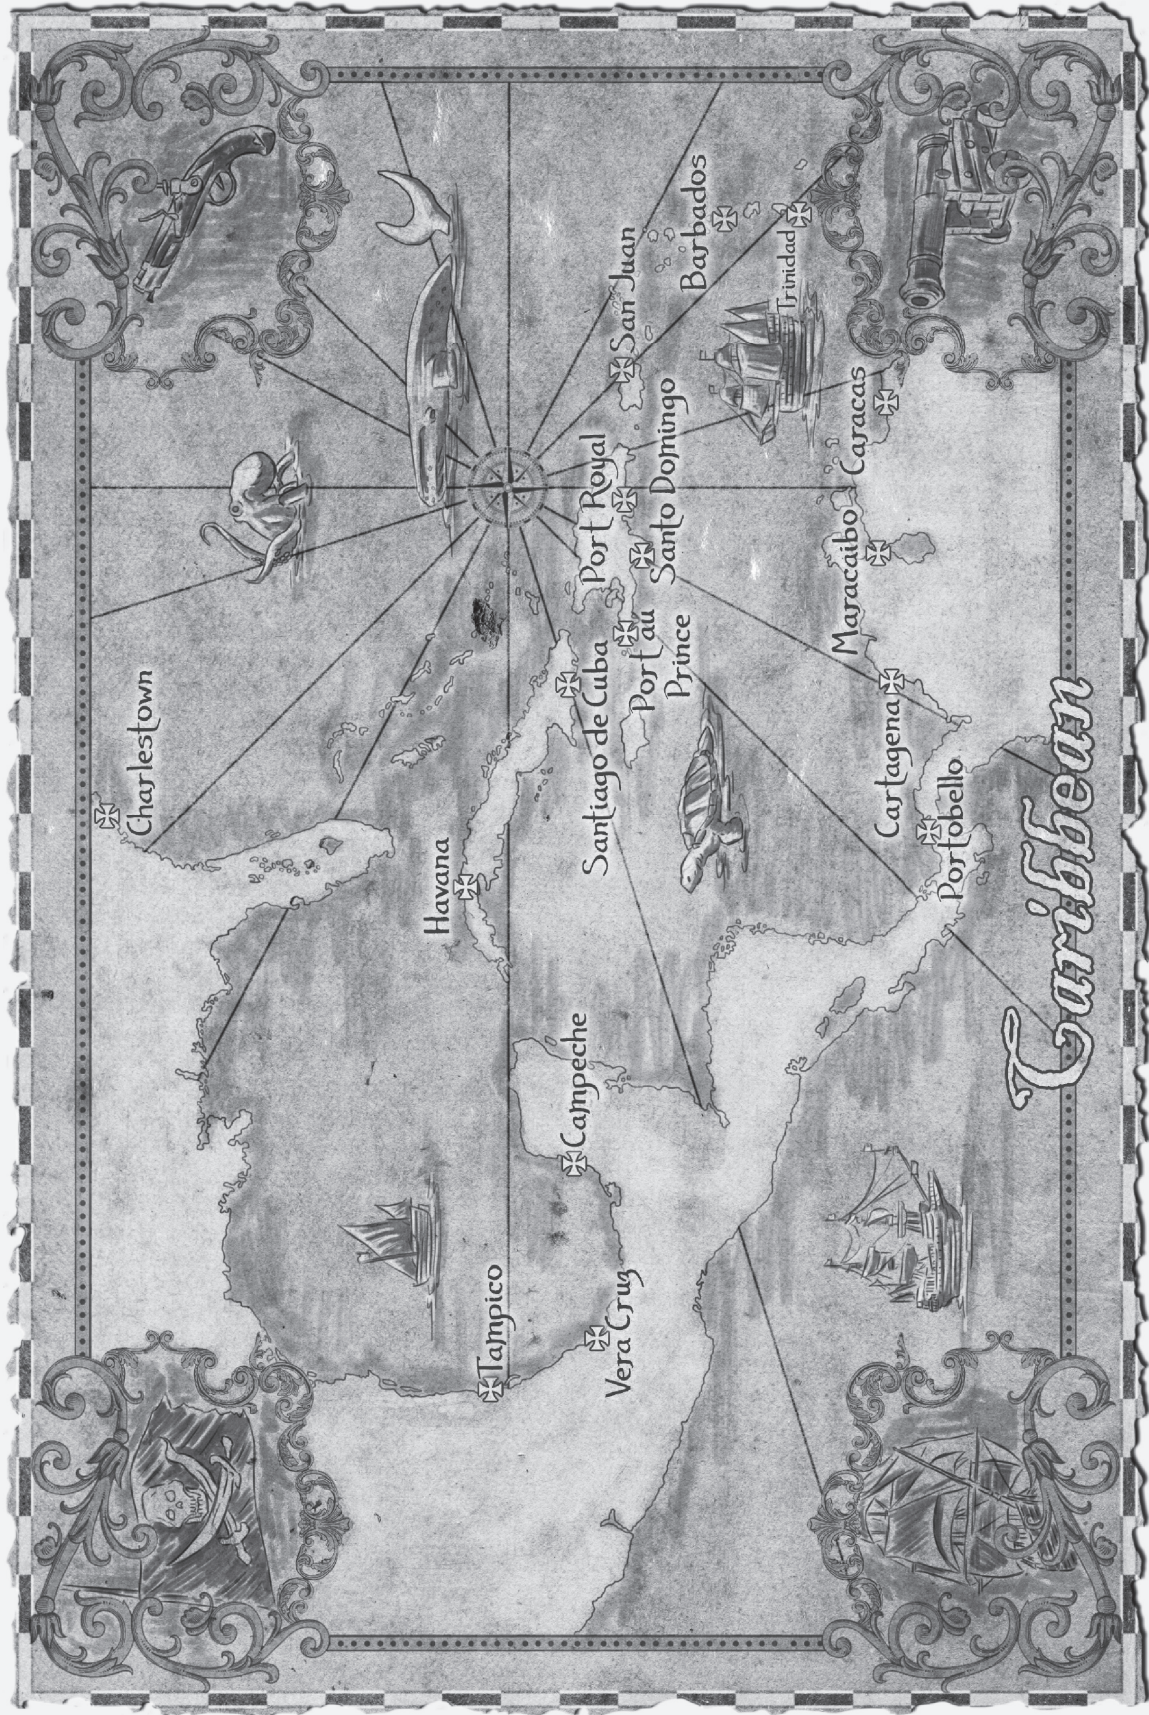 Charlestown
Havana
Tampico
Campeche
Vera Cruz
Santiago de Cuba
Port au
Prince
Port Royal
Santo Domingo
San Juan
Barbados
Trinidad
Caracas
Maracaibo
Cartagena
Portobello
Caribbean